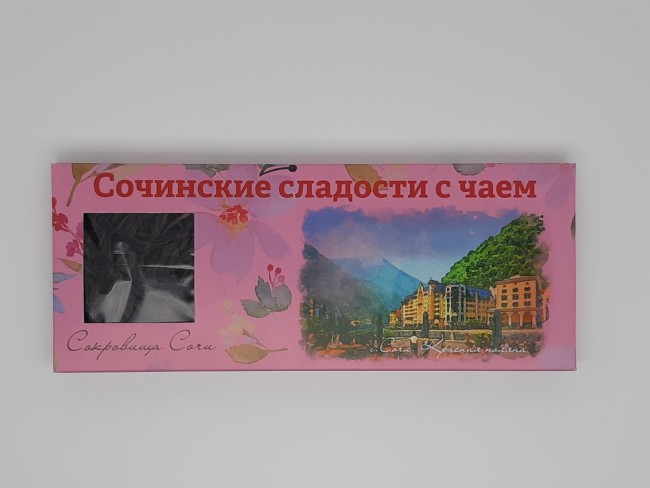 Сочинские сладости с чаем
Сокровища Сочи
г. Сочи Красная поляна